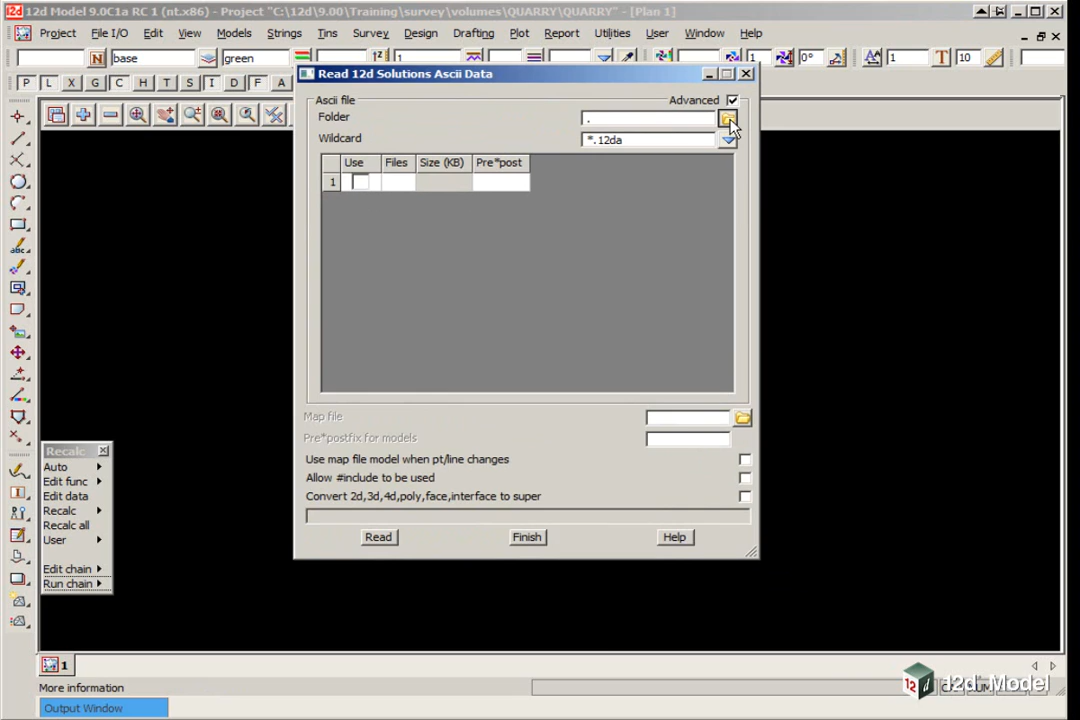 12d Model 9.0C1a RC 1 (nt.x86) - Project "C:\12d\9.00\Training\survey\volumes\QUARRY\QUARRY" - [Plan 1]
Project File I/O Edit View Models Strings Tins Survey Design Drafting Plot Report Utilities User Window Help
N base green 1 1 0° 1 T 10
P L X G C H T S I D F A
Read 12d Solutions Ascii Data
Ascii file Advanced
Folder .
Wildcard *.12da
Use Files Size (KB) Pre*post
1
Map file
Pre*postfix for models
Use map file model when pt/line changes
Allow #include to be used
Convert 2d,3d,4d,poly,face,interface to super
Read Finish Help
Recalc
Auto
Edit func
Edit data
Recalc
Recalc all
User
Edit chain
Run chain
1
More information
Output Window
12d Model